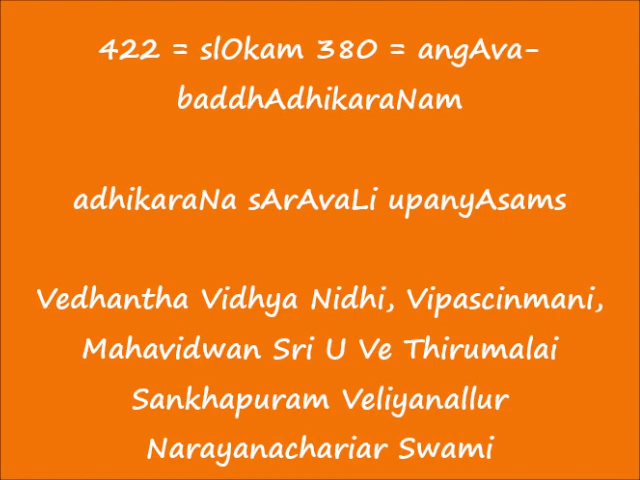 422 = slOkam 380 = angAva-
baddhAdhikaraNam
adhikaraNa sArAvaLi upanyAsams
Vedhantha Vidhya Nidhi, Vipascinmani,
Mahavidwan Sri U Ve Thirumalai
Sankhapuram Veliyanallur
Narayanachariar Swami